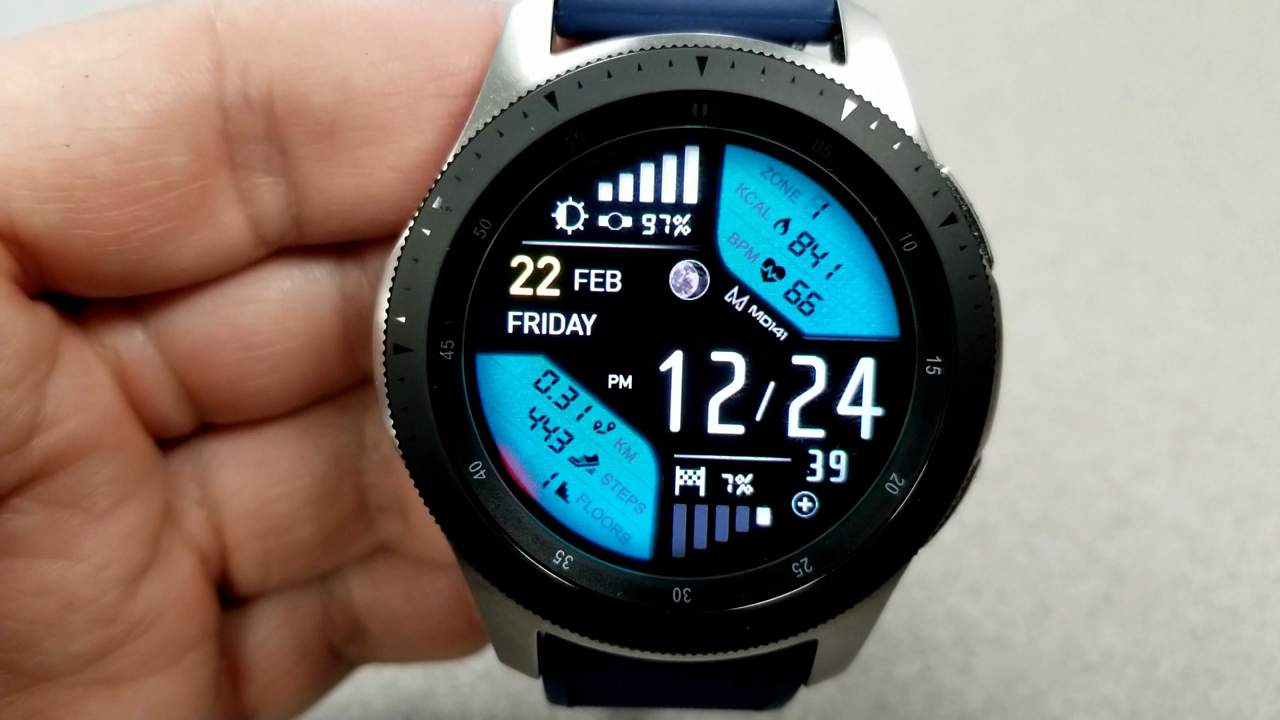 97%
22 FEB
FRIDAY
ZONE 1
KCAL 841
BPM 66
MD141
PM 12/24
39
7%
0.31 KM
443 STEPS
1 FLOORS
05
10
15
20
25
30
35
40
45
50
55